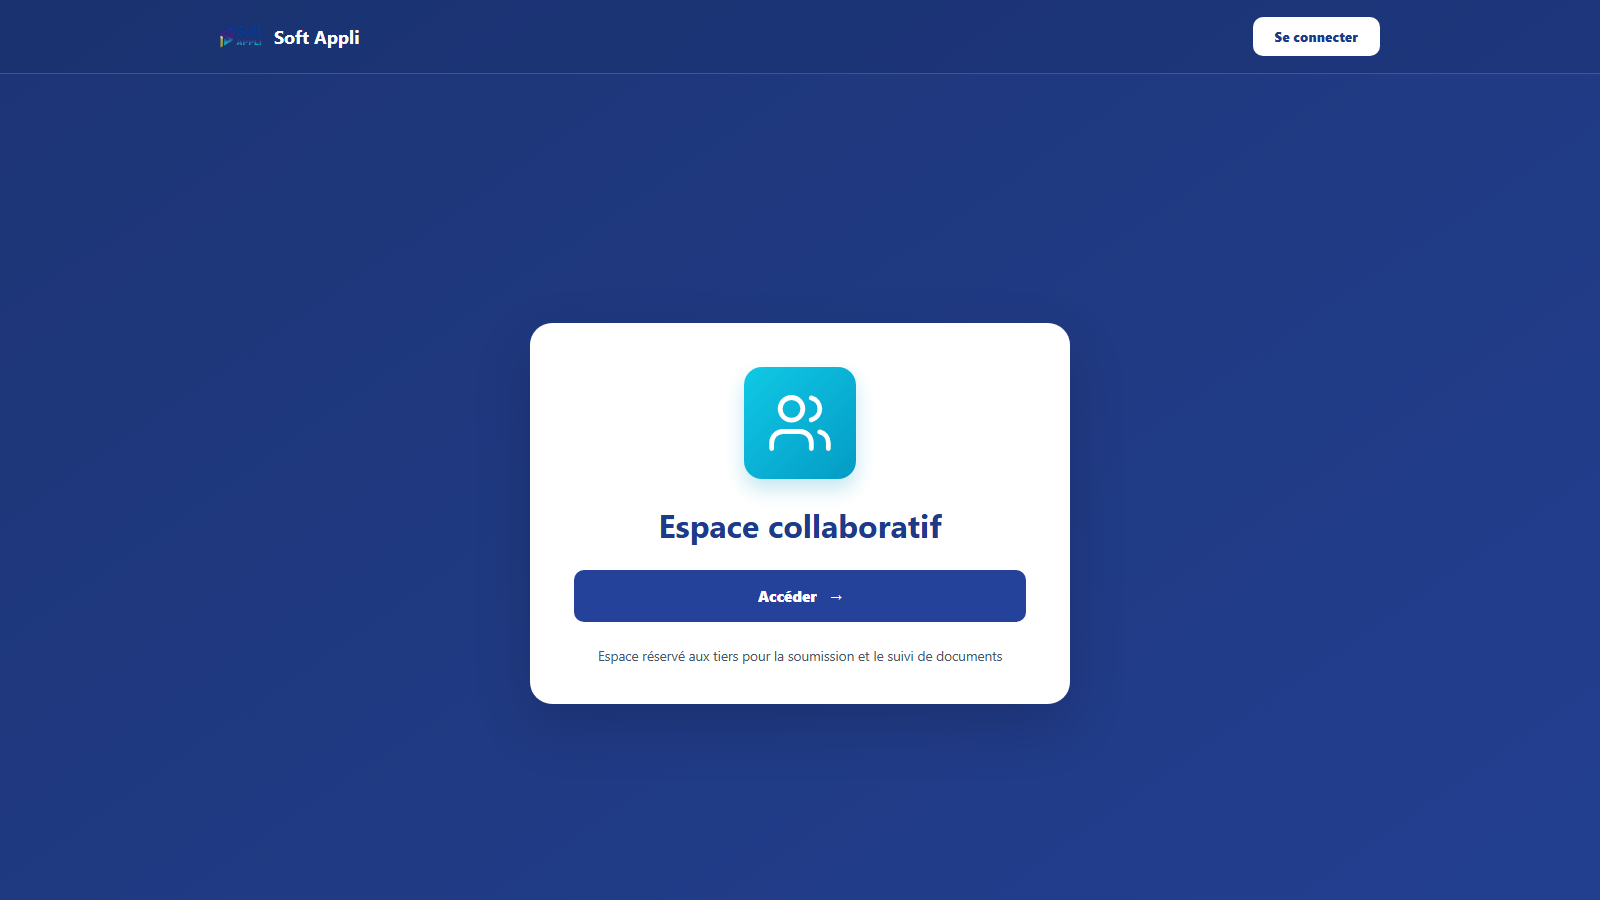 APPLI
Soft Appli
Se connecter
Espace collaboratif
Accéder →
Espace réservé aux tiers pour la soumission et le suivi de documents